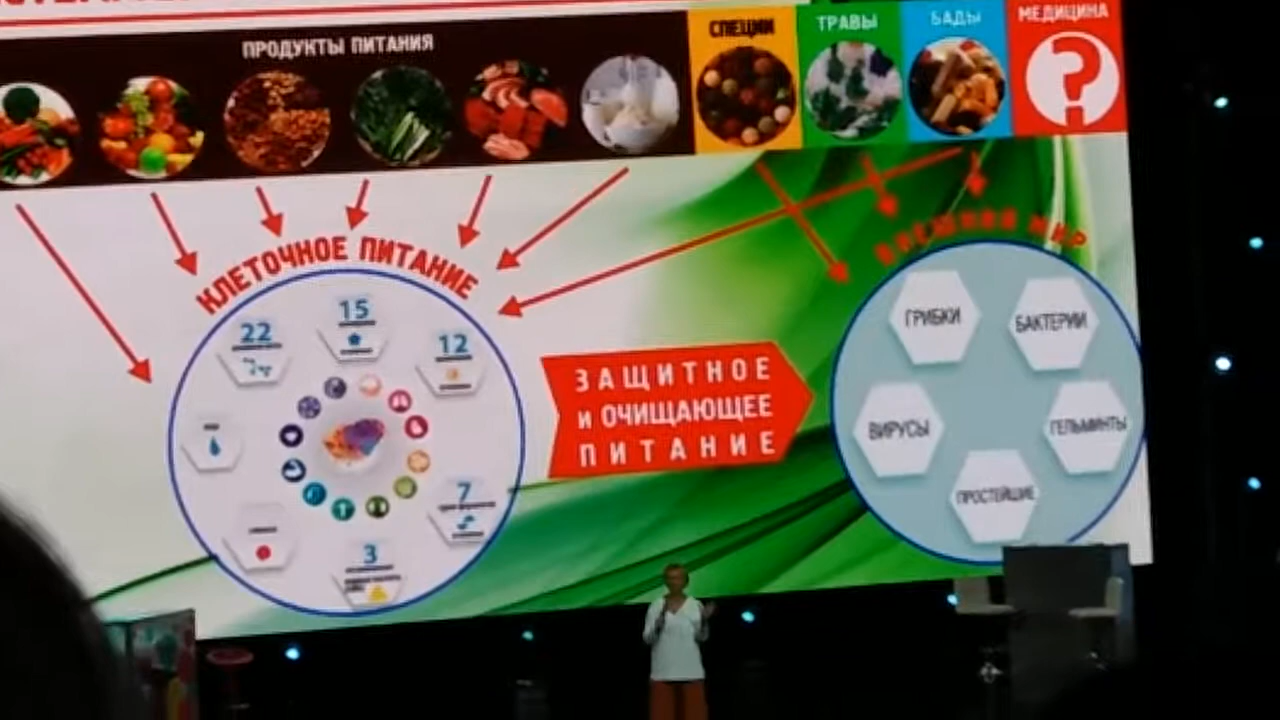 ПРОДУКТЫ ПИТАНИЯ
СПЕЦИИ
ТРАВЫ
БАДЫ
МЕДИЦИНА
?
КЛЕТОЧНОЕ ПИТАНИЕ
ВНЕШНИЙ МИР
22
15
12
7
3
ЗАЩИТНОЕ
и ОЧИЩАЮЩЕЕ
ПИТАНИЕ
ГРИБКИ
БАКТЕРИИ
ВИРУСЫ
ГЕЛЬМИНТЫ
ПРОСТЕЙШИЕ